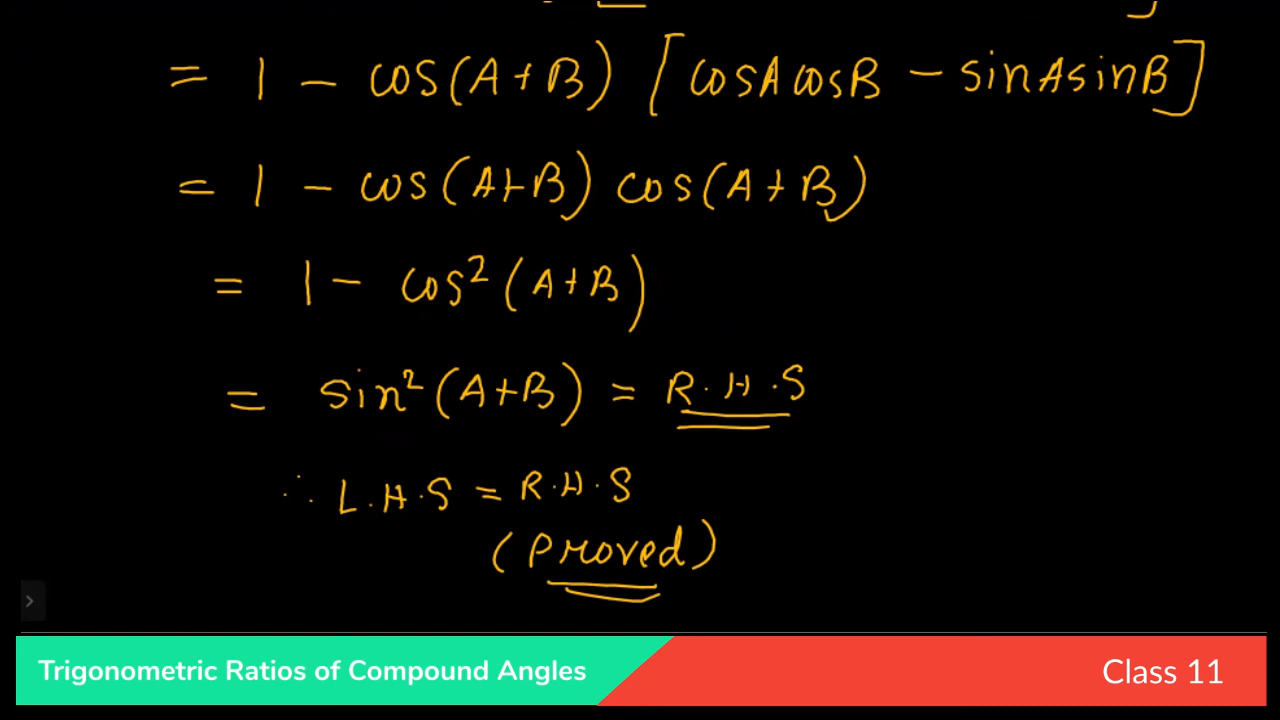 = 1 - cos(A+B) [cosA cosB - sinA sinB]
= 1 - cos(A+B) cos(A+B)
= 1 - cos² (A+B)
= sin² (A+B) = R.H.S
∴ L.H.S = R.H.S
(Proved)
Trigonometric Ratios of Compound Angles
Class 11